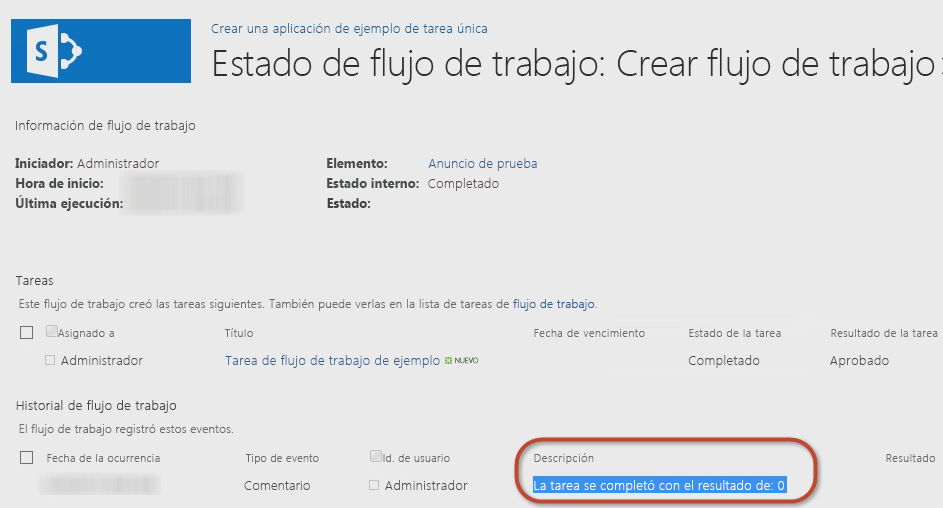 S
Crear una aplicación de ejemplo de tarea única
Estado de flujo de trabajo: Crear flujo de trabajo
Información de flujo de trabajo
Iniciador: Administrador
Hora de inicio:
Última ejecución:
Elemento: Anuncio de prueba
Estado interno: Completado
Estado:
Tareas
Este flujo de trabajo creó las tareas siguientes. También puede verlas en la lista de tareas de flujo de trabajo.
Asignado a Título Fecha de vencimiento Estado de la tarea Resultado de la tarea
Administrador Tarea de flujo de trabajo de ejemplo NUEVO Completado Aprobado
Historial de flujo de trabajo
El flujo de trabajo registró estos eventos.
Fecha de la ocurrencia Tipo de evento Id. de usuario Descripción Resultado
Comentario Administrador La tarea se completó con el resultado de: 0